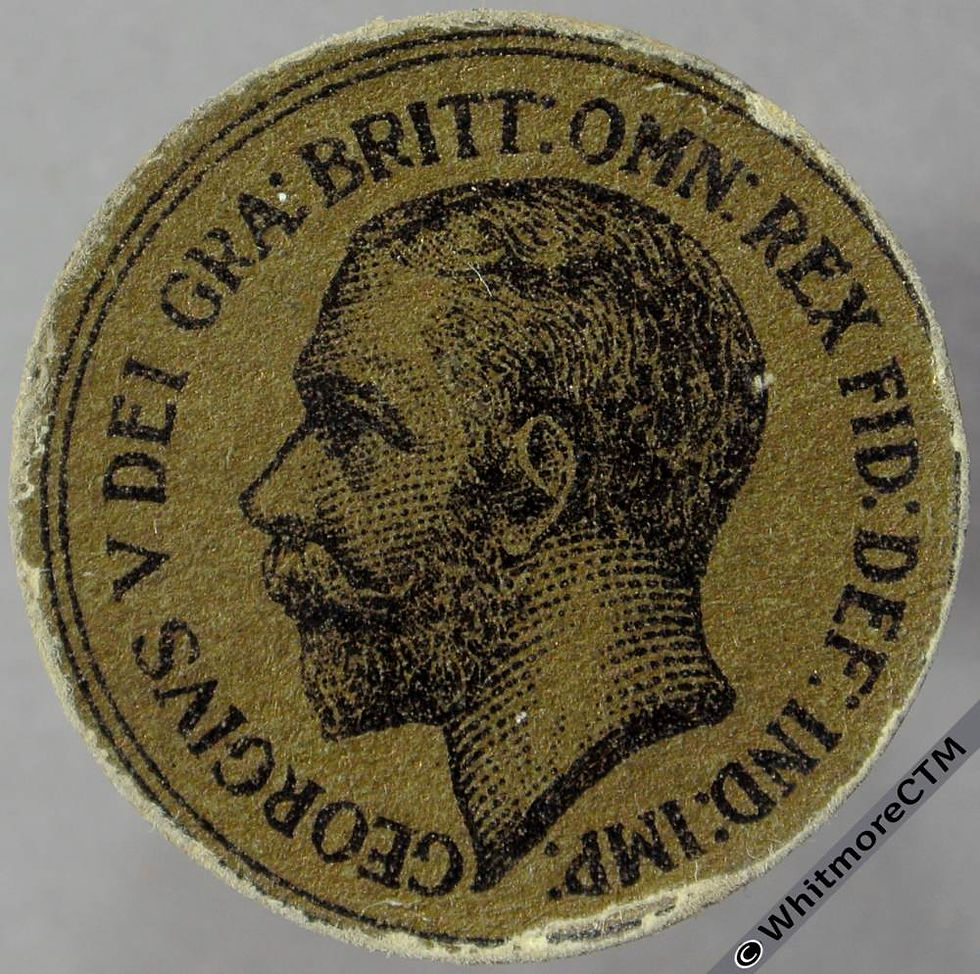 GEORGIVS V DEI GRA: BRITT: OMN: REX FID: DEF: IND: IMP:
© WhitmoreCTM